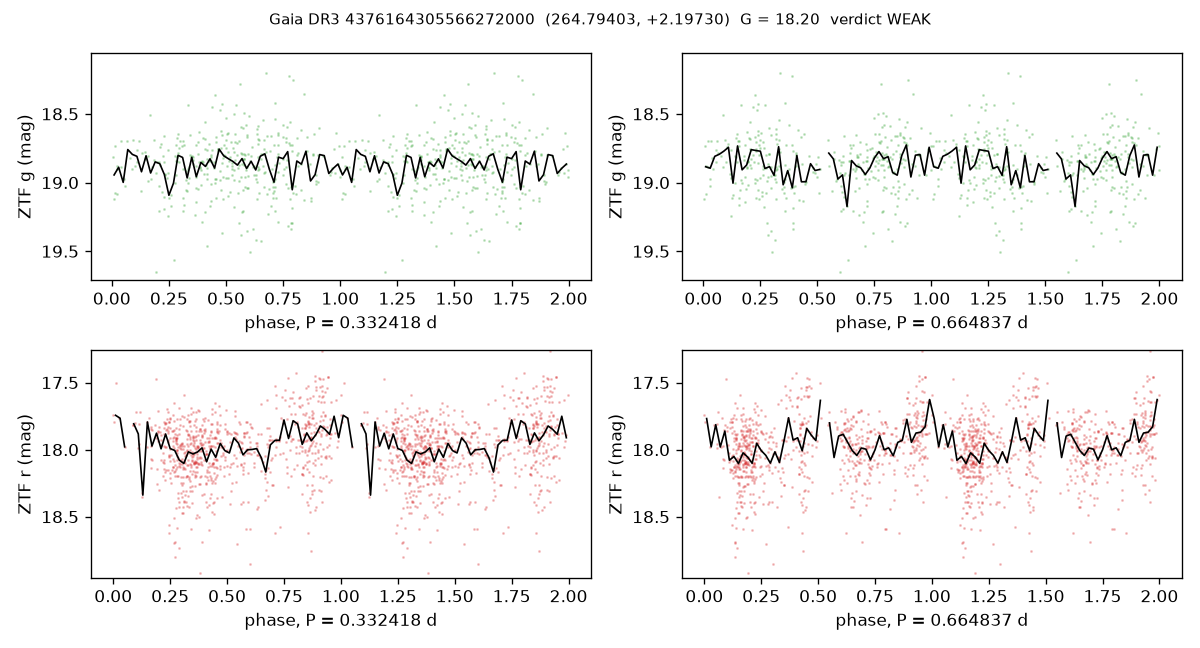 Gaia DR3 4376164305566272000 (264.79403, +2.19730) G = 18.20 verdict WEAK
ZTF g (mag)
18.5
19.0
19.5
0.00 0.25 0.50 0.75 1.00 1.25 1.50 1.75 2.00
phase, P = 0.332418 d
ZTF g (mag)
18.5
19.0
19.5
0.00 0.25 0.50 0.75 1.00 1.25 1.50 1.75 2.00
phase, P = 0.664837 d
ZTF r (mag)
17.5
18.0
18.5
0.00 0.25 0.50 0.75 1.00 1.25 1.50 1.75 2.00
phase, P = 0.332418 d
ZTF r (mag)
17.5
18.0
18.5
0.00 0.25 0.50 0.75 1.00 1.25 1.50 1.75 2.00
phase, P = 0.664837 d